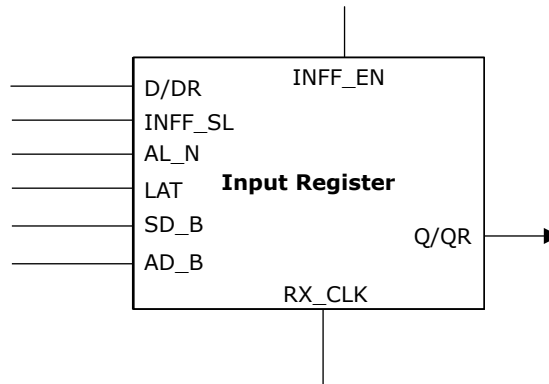 INFF_EN
D/DR
INFF_SL
AL_N
LAT
Input Register
SD_B
Q/QR
AD_B
RX_CLK